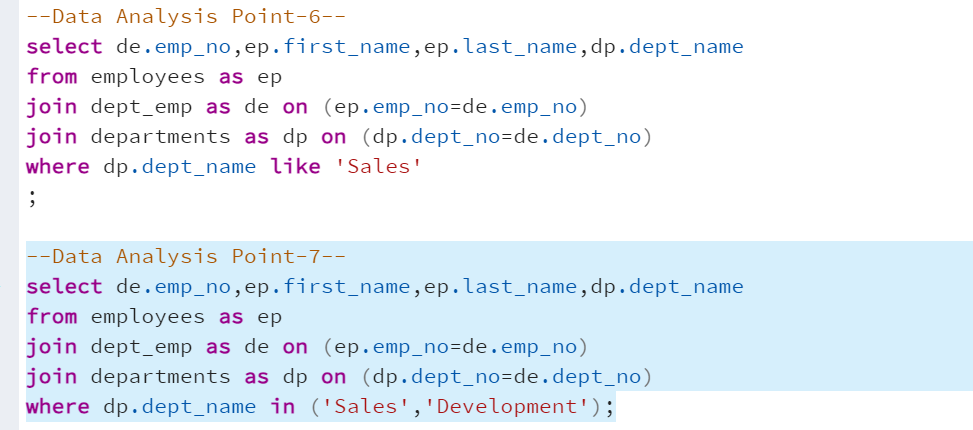 --Data Analysis Point-6--
select de.emp_no,ep.first_name,ep.last_name,dp.dept_name
from employees as ep
join dept_emp as de on (ep.emp_no=de.emp_no)
join departments as dp on (dp.dept_no=de.dept_no)
where dp.dept_name like 'Sales'
;
--Data Analysis Point-7--
select de.emp_no,ep.first_name,ep.last_name,dp.dept_name
from employees as ep
join dept_emp as de on (ep.emp_no=de.emp_no)
join departments as dp on (dp.dept_no=de.dept_no)
where dp.dept_name in ('Sales','Development');